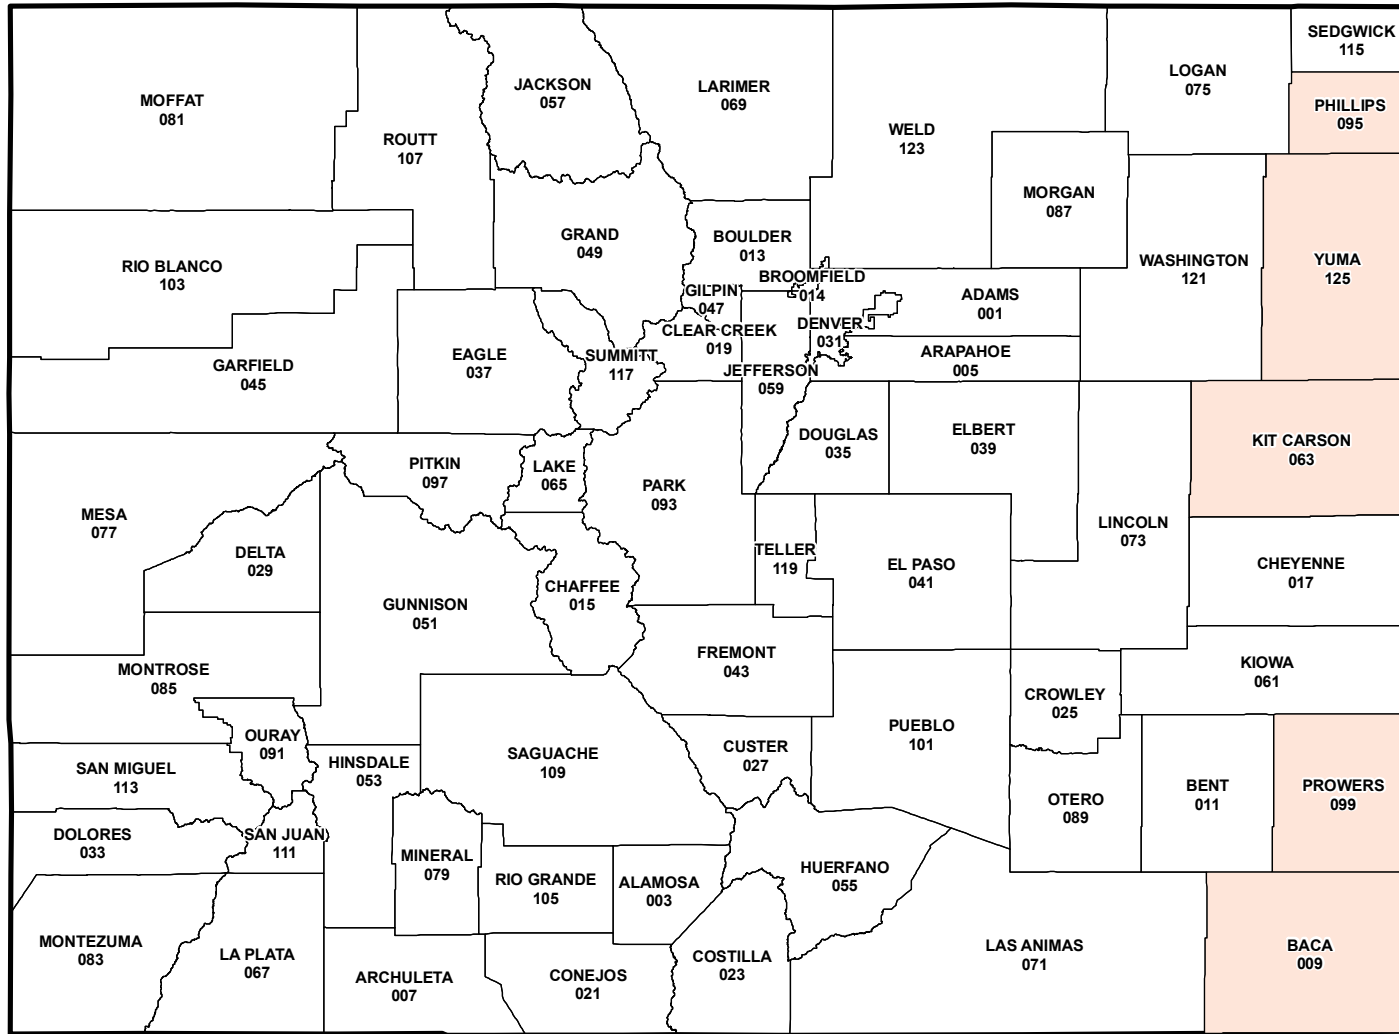 SEDGWICK
115
LOGAN
075
JACKSON
057
LARIMER
069
MOFFAT
081
PHILLIPS
095
WELD
123
ROUTT
107
MORGAN
087
GRAND
049
BOULDER
013
RIO BLANCO
103
WASHINGTON
121
YUMA
125
BROOMFIELD
014
GILPIN
047
ADAMS
001
CLEAR CREEK
019
DENVER
031
EAGLE
037
SUMMITT
117
ARAPAHOE
005
GARFIELD
045
JEFFERSON
059
DOUGLAS
035
ELBERT
039
KIT CARSON
063
PITKIN
097
LAKE
065
PARK
093
MESA
077
LINCOLN
073
DELTA
029
TELLER
119
EL PASO
041
CHEYENNE
017
CHAFFEE
015
GUNNISON
051
FREMONT
043
KIOWA
061
MONTROSE
085
CROWLEY
025
OURAY
091
PUEBLO
101
SAGUACHE
109
CUSTER
027
HINSDALE
053
SAN MIGUEL
113
BENT
011
PROWERS
099
OTERO
089
DOLORES
033
SAN JUAN
111
MINERAL
079
HUERFANO
055
RIO GRANDE
105
ALAMOSA
003
MONTEZUMA
083
LA PLATA
067
LAS ANIMAS
071
BACA
009
COSTILLA
023
ARCHULETA
007
CONEJOS
021